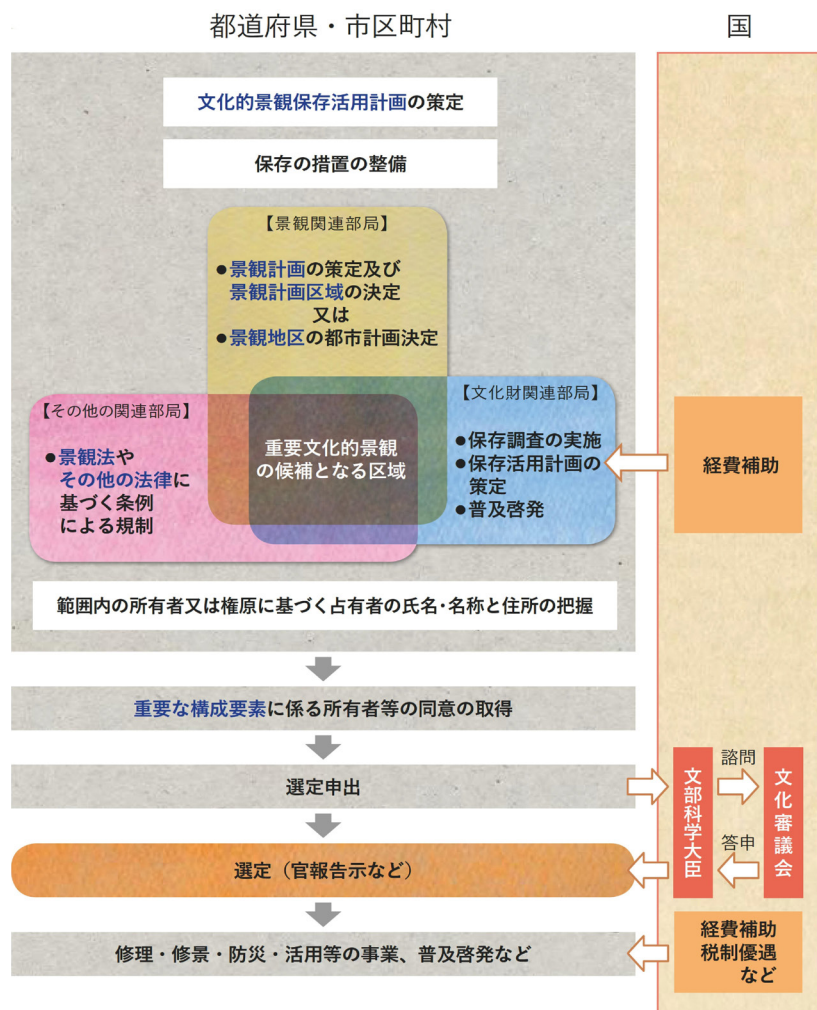 都道府県・市区町村
国
文化的景観保存活用計画の策定
保存の措置の整備
【景観関連部局】
●景観計画の策定及び
景観計画区域の決定
又は
●景観地区の都市計画決定
【その他の関連部局】
●景観法や
その他の法律に
基づく条例
による規制
重要文化的景観
の候補となる区域
【文化財関連部局】
●保存調査の実施
●保存活用計画の
策定
●普及啓発
経費補助
範囲内の所有者又は権原に基づく占有者の氏名・名称と住所の把握
重要な構成要素に係る所有者等の同意の取得
選定申出
文部科学大臣
諮問
答申
文化審議会
選定（官報告示など）
修理・修景・防災・活用等の事業、普及啓発など
経費補助
税制優遇
など